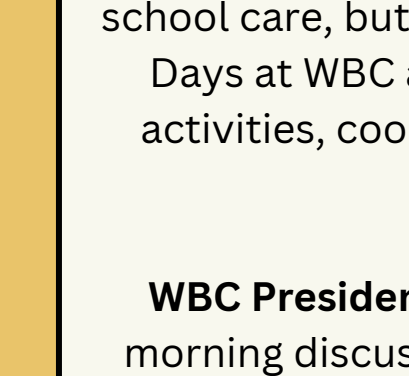 school care, but
Days at WBC
activities, coo
WBC Presiden
morning discus